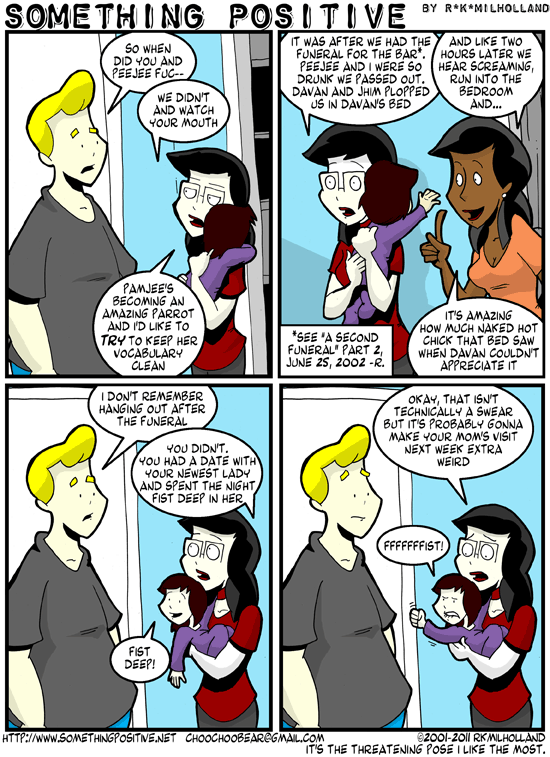 SOMETHING POSITIVE
BY R*K*MILHOLLAND
SO WHEN
DID YOU AND
PEEJEE FUC--
WE DIDN'T
AND WATCH
YOUR MOUTH
PAMJEE'S
BECOMING AN
AMAZING PARROT
AND I'D LIKE TO
TRY TO KEEP HER
VOCABULARY
CLEAN
IT WAS AFTER WE HAD THE
FUNERAL FOR THE BAR*.
PEEJEE AND I WERE SO
DRUNK WE PASSED OUT.
DAVAN AND JHIM PLOPPED
US IN DAVAN'S BED
AND LIKE TWO
HOURS LATER WE
HEAR SCREAMING,
RUN INTO THE
BEDROOM
AND...
*SEE "A SECOND
FUNERAL" PART 2,
JUNE 25, 2002 -R.
IT'S AMAZING
HOW MUCH NAKED HOT
CHICK THAT BED SAW
WHEN DAVAN COULDN'T
APPRECIATE IT
I DON'T REMEMBER
HANGING OUT AFTER
THE FUNERAL
YOU DIDN'T.
YOU HAD A DATE WITH
YOUR NEWEST LADY
AND SPENT THE NIGHT
FIST DEEP IN HER
FIST
DEEP!
OKAY, THAT ISN'T
TECHNICALLY A SWEAR
BUT IT'S PROBABLY GONNA
MAKE YOUR MOM'S VISIT
NEXT WEEK EXTRA
WEIRD
FFFFFFFIST!
HTTP://WWW.SOMETHINGPOSITIVE.NET CHOOCHOOBEAR@GMAIL.COM
©2001-2011 RKMILHOLLAND
IT'S THE THREATENING POSE I LIKE THE MOST.